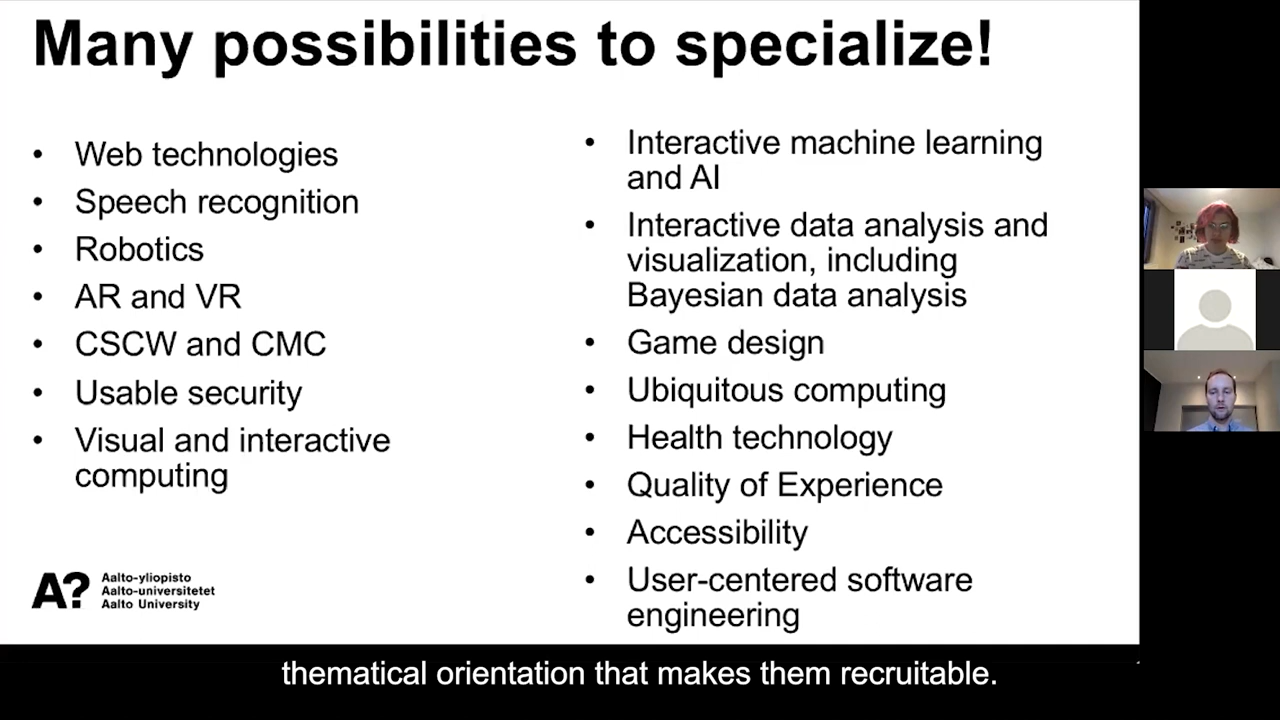 Many possibilities to specialize!
• Web technologies
• Speech recognition
• Robotics
• AR and VR
• CSCW and CMC
• Usable security
• Visual and interactive
computing
• Interactive machine learning
and AI
• Interactive data analysis and
visualization, including
Bayesian data analysis
• Game design
• Ubiquitous computing
• Health technology
• Quality of Experience
• Accessibility
• User-centered software
engineering
A?
Aalto-yliopisto
Aalto-universitetet
Aalto University
thematical orientation that makes them recruitable.